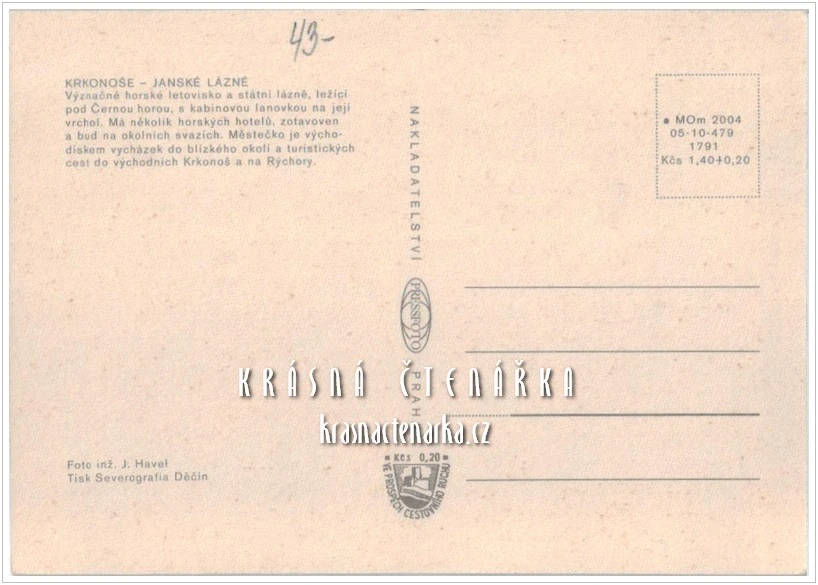 43-
KRKONOŠE – JANSKÉ LÁZNĚ
Význačné horské letovisko a státní lázně, ležící
pod Černou horou, s kabinovou lanovkou na její
vrchol. Má několik horských hotelů, zotavoven
a bud na okolních svazích. Městečko je výcho-
diskem vycházek do blízkého okolí a turistických
cest do východních Krkonoš a na Rýchory.
• MOm 2004
05-10-479
1791
Kčs 1,40+0,20
NAKLADATELSTVÍ
PRESSFOTO
PRAH
KRÁSNÁ ČTENÁŘKA
krasnactenarka.cz
Foto inž. J. Havel
Tisk Severografia Děčín
• Kčs 0,20 •
VE PROSPĚCH CESTOVNÍHO RUCHU